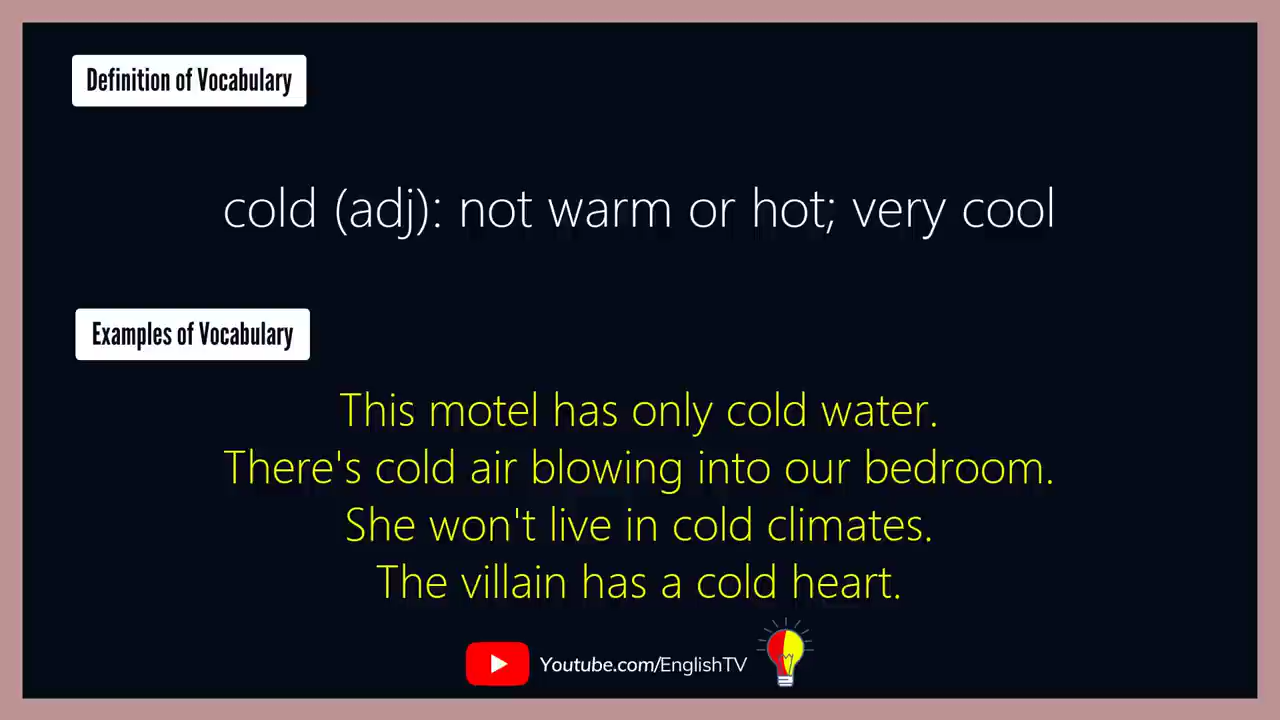 Definition of Vocabulary
cold (adj): not warm or hot; very cool
Examples of Vocabulary
This motel has only cold water.
There's cold air blowing into our bedroom.
She won't live in cold climates.
The villain has a cold heart.
Youtube.com/EnglishTV